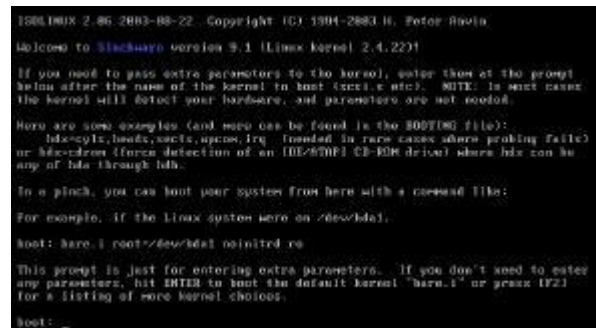 ISOLINUX 2.06 2003-08-22 Copyright (C) 1994-2003 H. Peter Anvin
Welcome to Slackware version 9.1 (Linux kernel 2.4.22)!
If you need to pass extra parameters to the kernel, enter them at the prompt
below after the name of the kernel to boot (scsi.s etc). NOTE: In most cases
the kernel will detect your hardware, and parameters are not needed.
Here are some examples (and more can be found in the BOOTING file):
hdx=cyls,heads,sects,wpcom,irq (needed in rare cases where probing fails)
or hdx=cdrom (force detection of an IDE/ATAPI CD-ROM drive) where hdx can be
any of hda through hdh.
In a pinch, you can boot your system from here with a command like:
For example, if the Linux system were on /dev/hda1.
boot: bare.i root=/dev/hda1 noinitrd ro
This prompt is just for entering extra parameters. If you don't need to enter
any parameters, hit ENTER to boot the default kernel "bare.i" or press [F2]
for a listing of more kernel choices.
boot: _